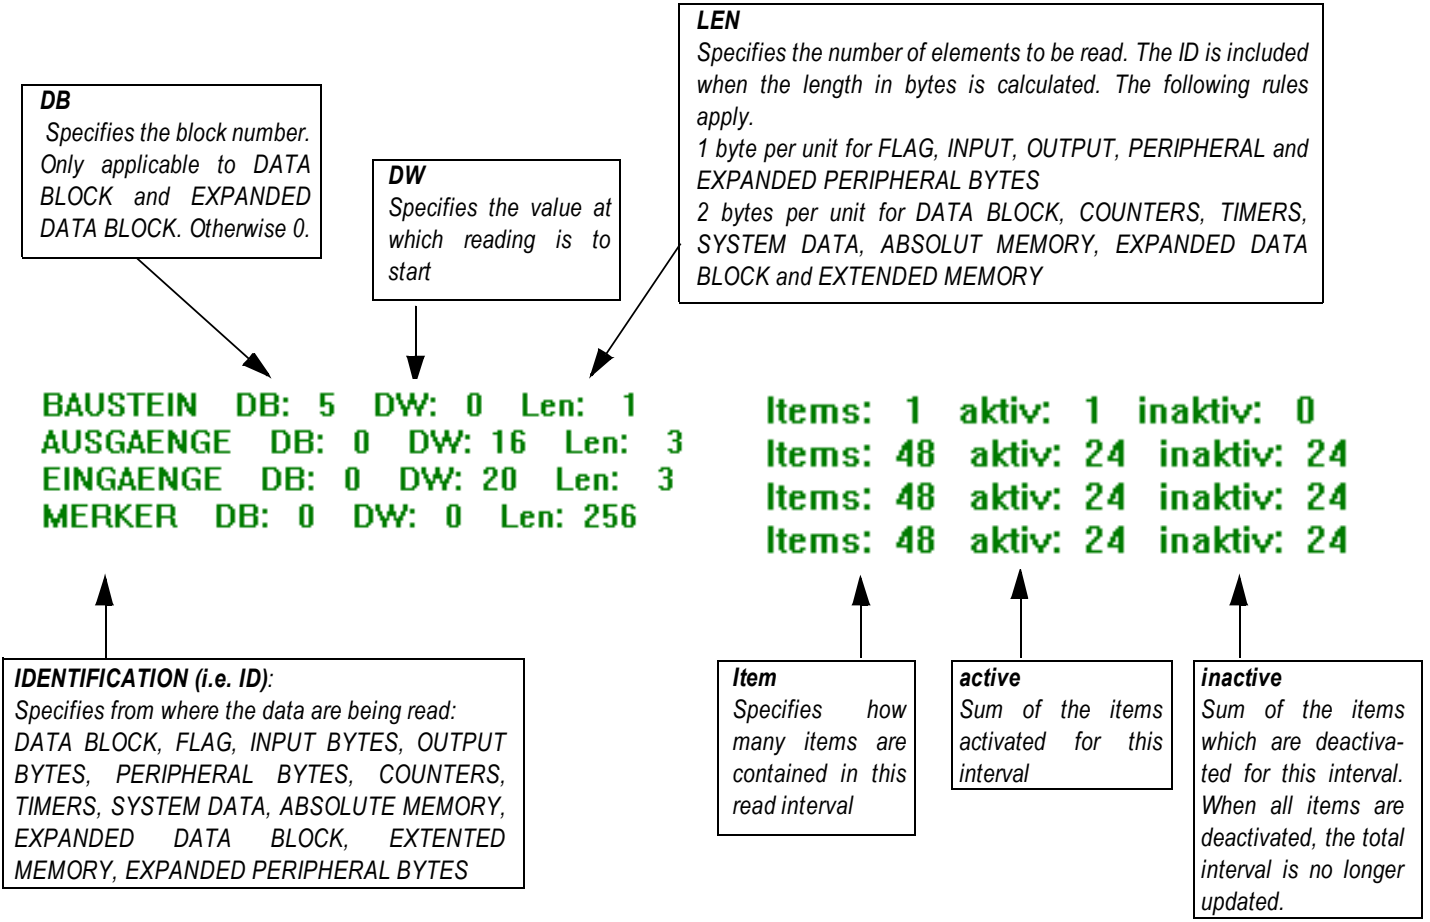 LEN
Specifies the number of elements to be read. The ID is included
when the length in bytes is calculated. The following rules
apply.
1 byte per unit for FLAG, INPUT, OUTPUT, PERIPHERAL and
EXPANDED PERIPHERAL BYTES
2 bytes per unit for DATA BLOCK, COUNTERS, TIMERS,
SYSTEM DATA, ABSOLUT MEMORY, EXPANDED DATA
BLOCK and EXTENDED MEMORY
DB
Specifies the block number.
Only applicable to DATA
BLOCK and EXPANDED
DATA BLOCK. Otherwise 0.
DW
Specifies the value at
which reading is to
start
BAUSTEIN DB: 5 DW: 0 Len: 1
AUSGAENGE DB: 0 DW: 16 Len: 3
EINGAENGE DB: 0 DW: 20 Len: 3
MERKER DB: 0 DW: 0 Len: 256
Items: 1 aktiv: 1 inaktiv: 0
Items: 48 aktiv: 24 inaktiv: 24
Items: 48 aktiv: 24 inaktiv: 24
Items: 48 aktiv: 24 inaktiv: 24
IDENTIFICATION (i.e. ID):
Specifies from where the data are being read:
DATA BLOCK, FLAG, INPUT BYTES, OUTPUT
BYTES, PERIPHERAL BYTES, COUNTERS,
TIMERS, SYSTEM DATA, ABSOLUTE MEMORY,
EXPANDED DATA BLOCK, EXTENTED
MEMORY, EXPANDED PERIPHERAL BYTES
Item
Specifies how
many items are
contained in this
read interval
active
Sum of the items
activated for this
interval
inactive
Sum of the items
which are deactiva-
ted for this interval.
When all items are
deactivated, the total
interval is no longer
updated.